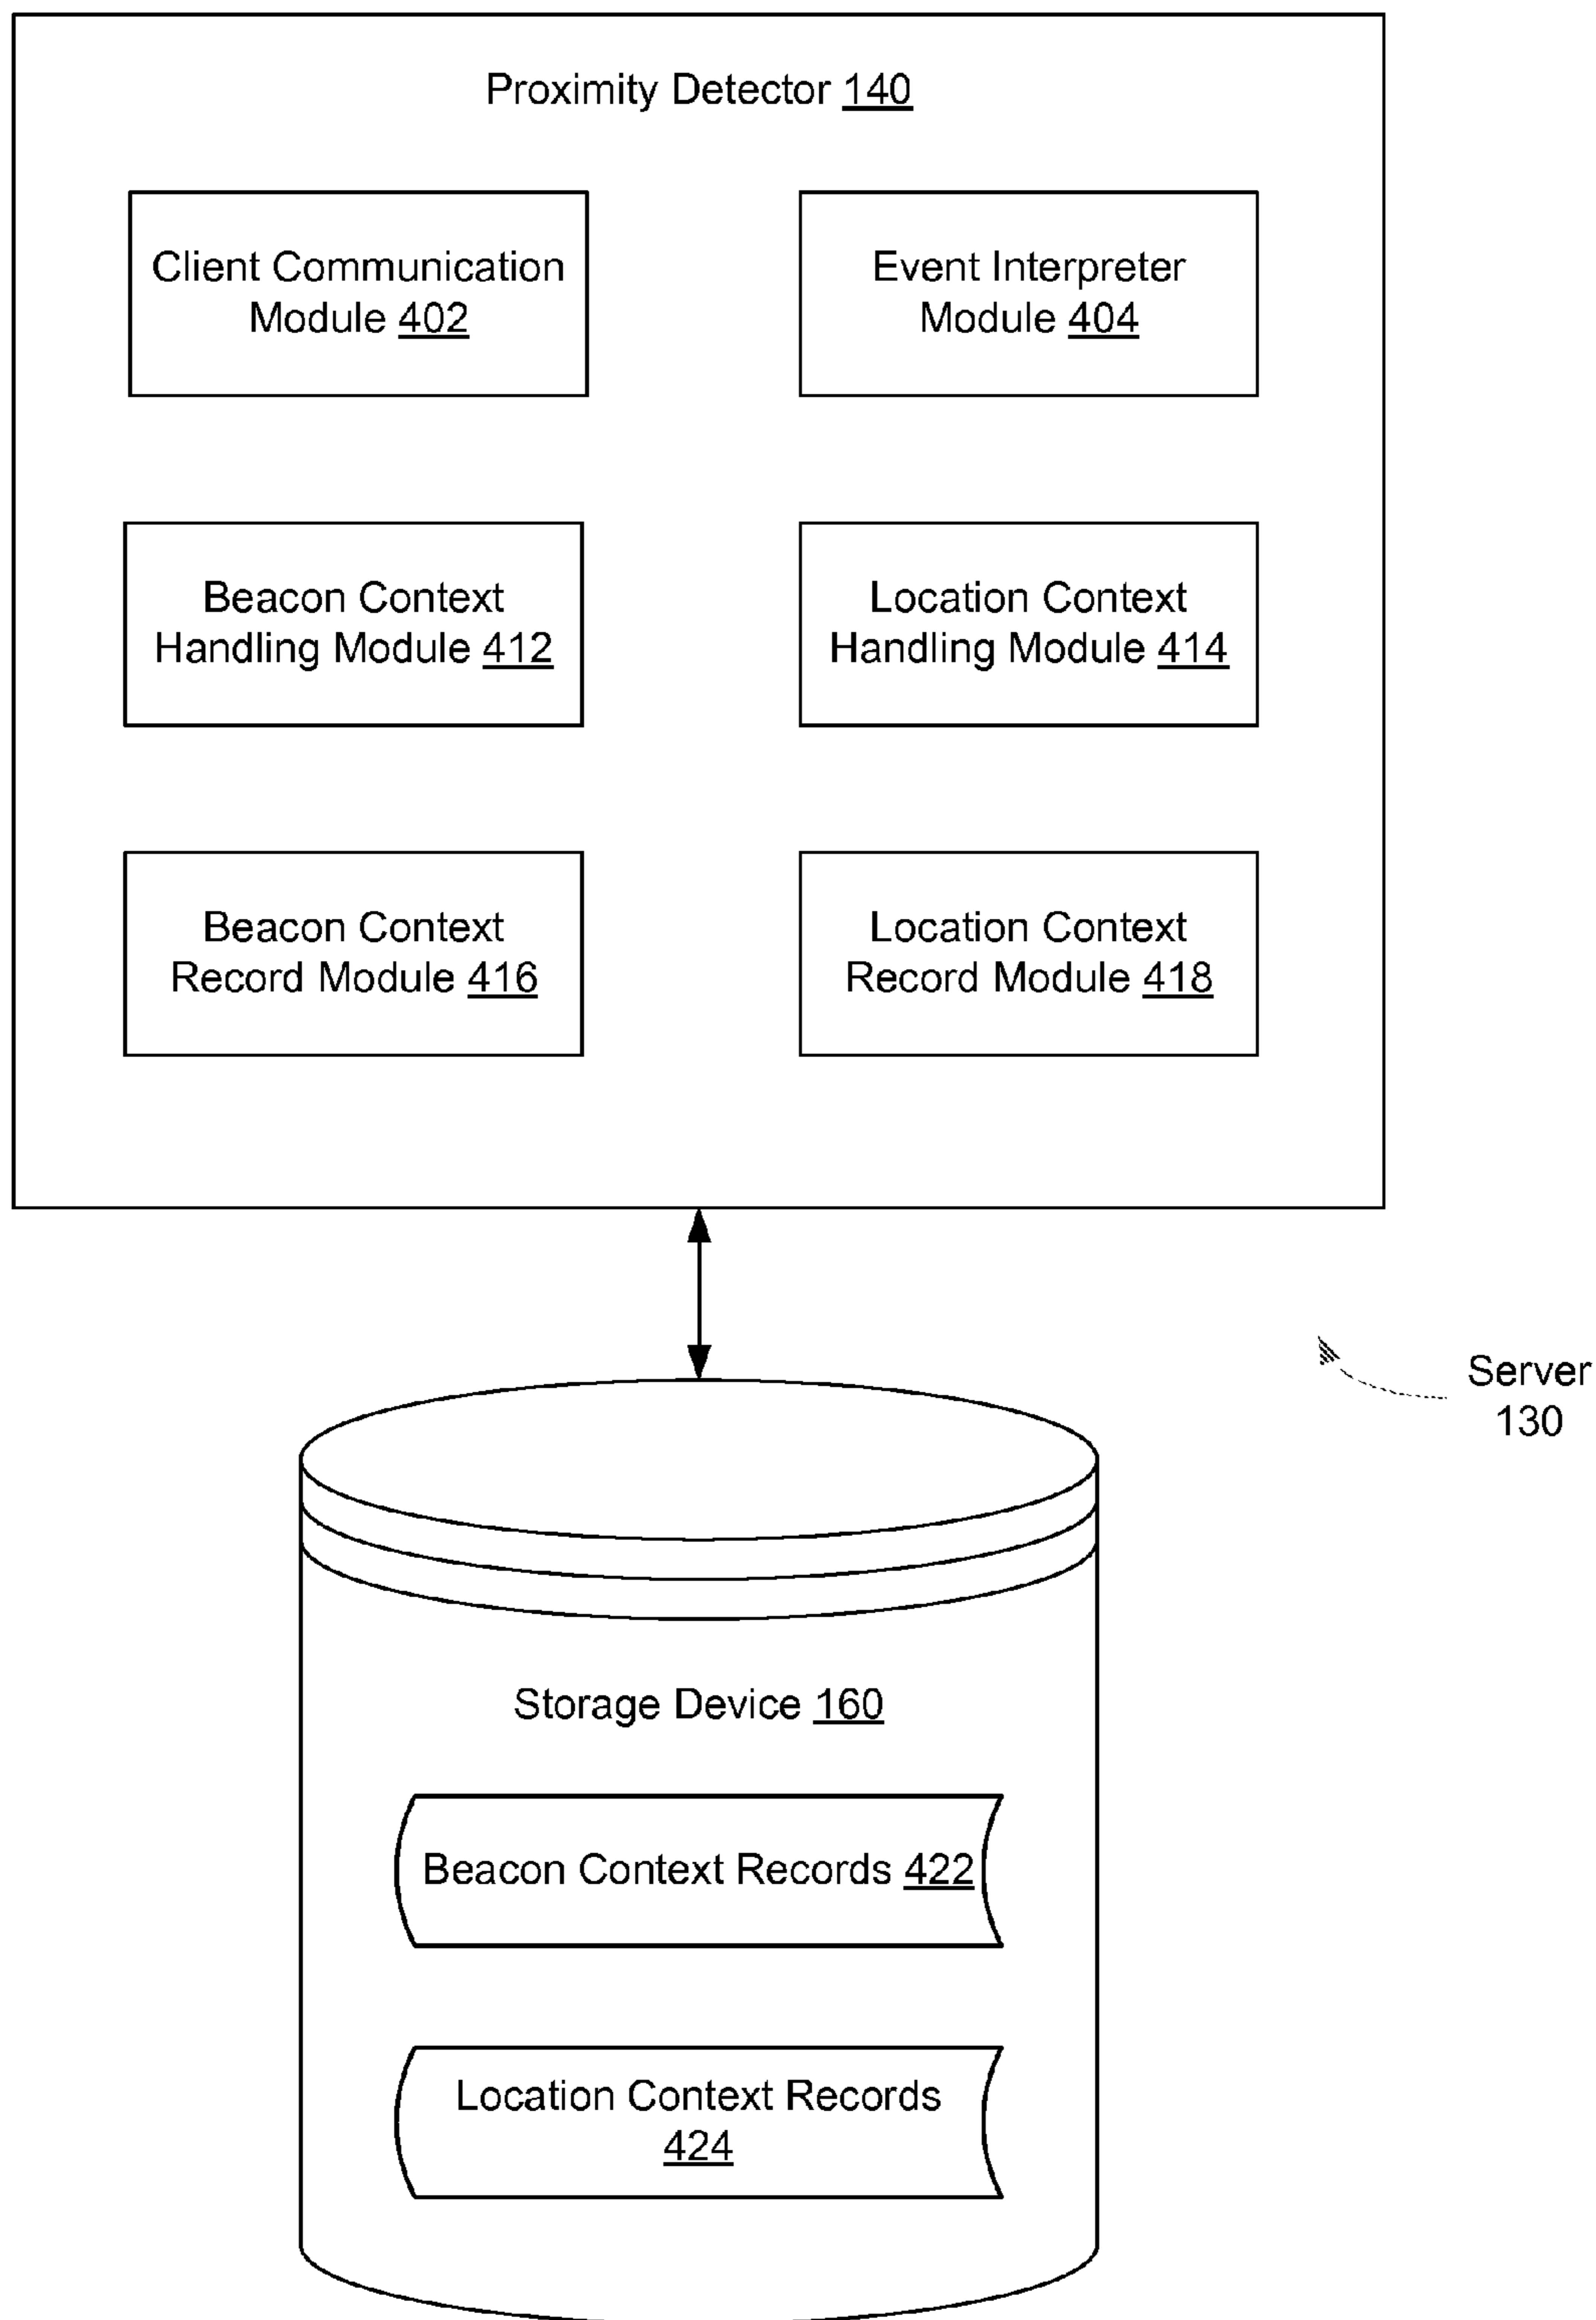 Proximity Detector 140
Client Communication
Module 402
Event Interpreter
Module 404
Beacon Context
Handling Module 412
Location Context
Handling Module 414
Beacon Context
Record Module 416
Location Context
Record Module 418
Server
130
Storage Device 160
Beacon Context Records 422
Location Context Records
424